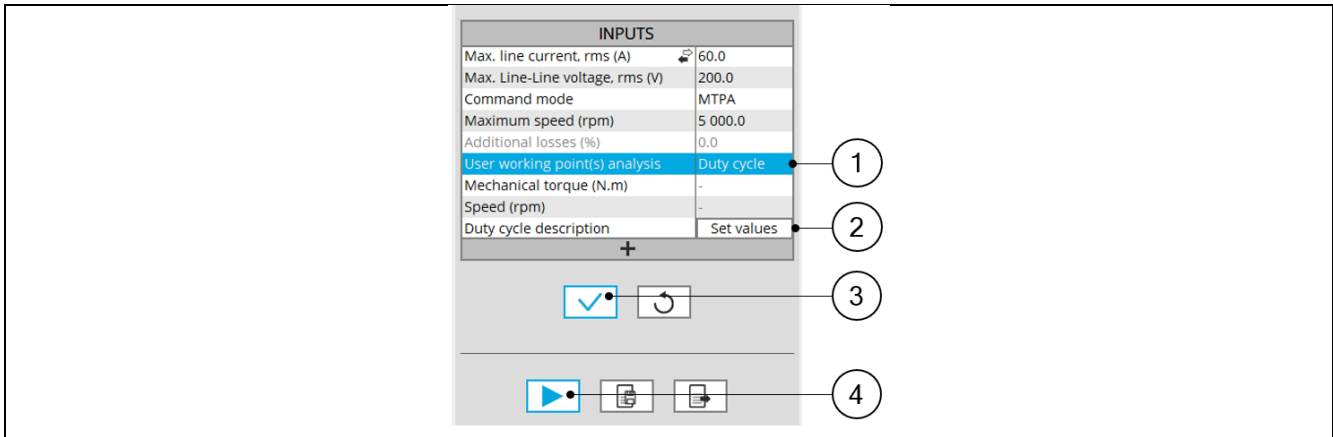 INPUTS
Max. line current, rms (A) 60.0
Max. Line-Line voltage, rms (V) 200.0
Command mode MTPA
Maximum speed (rpm) 5 000.0
Additional losses (%) 0.0
User working point(s) analysis Duty cycle 1
Mechanical torque (N.m) -
Speed (rpm) -
Duty cycle description Set values 2
+
3
4